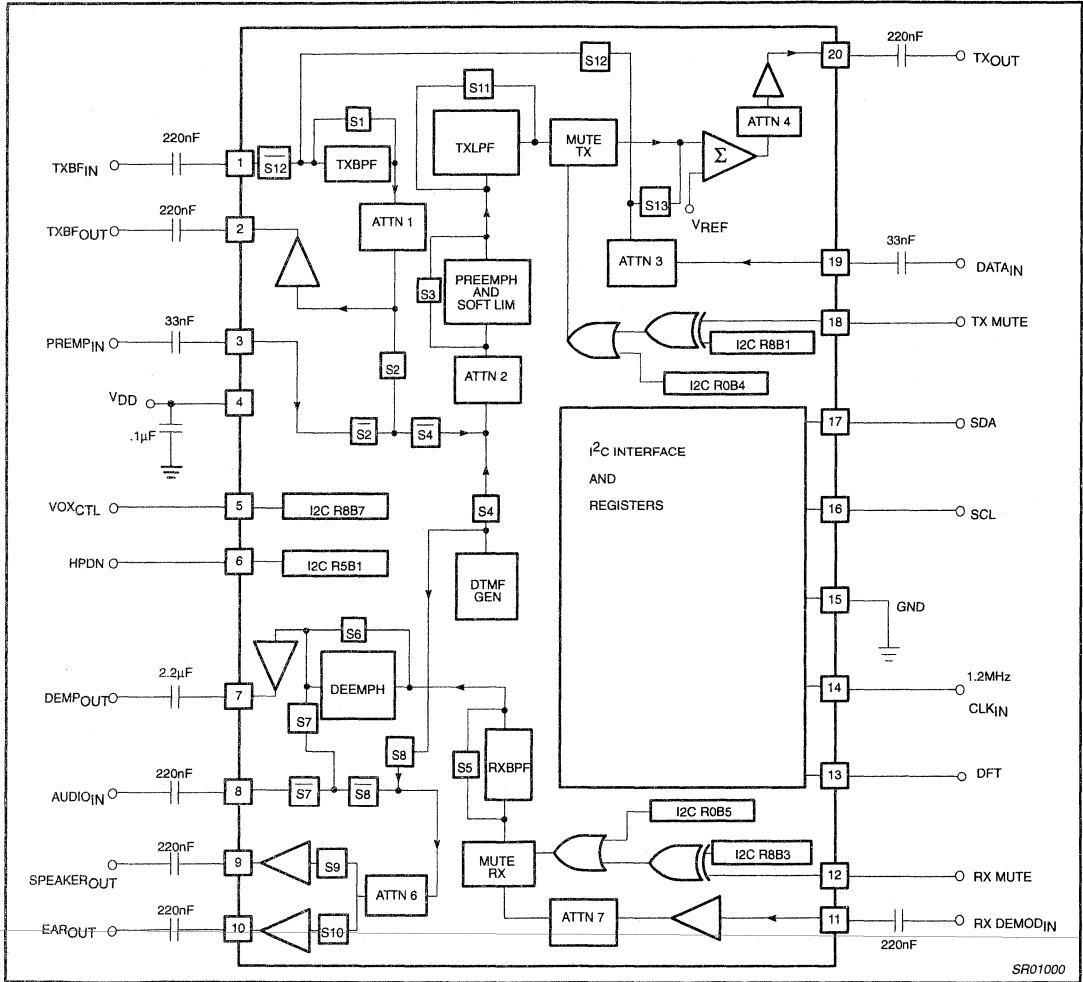 220nF
TXBFIN
1
S12
S1
TXBPF
220nF
TXBFOUT
2
ATTN 1
33nF
PREMPIN
3
S2
VDD
4
.1µF
S2
S4
VOXCTL
5
I2C R8B7
HPDN
6
I2C R5B1
S11
TXLPF
S3
PREEMPH
AND
SOFT LIM
ATTN 2
S4
DTMF
GEN
S12
MUTE
TX
S13
Σ
VREF
ATTN 4
20
220nF
TXOUT
ATTN 3
19
33nF
DATAIN
18
TX MUTE
I2C R8B1
I2C R0B4
I2C INTERFACE
AND
REGISTERS
17
SDA
16
SCL
15
GND
14
1.2MHz
CLKIN
13
DFT
S6
DEEMPH
2.2µF
DEMPOUT
7
S7
S8
S5
RXBPF
220nF
AUDIOIN
8
S7
S8
220nF
SPEAKEROUT
9
S9
ATTN 6
220nF
EAROUT
10
S10
MUTE
RX
I2C R0B5
I2C R8B3
12
RX MUTE
ATTN 7
11
RX DEMODIN
220nF
SR01000